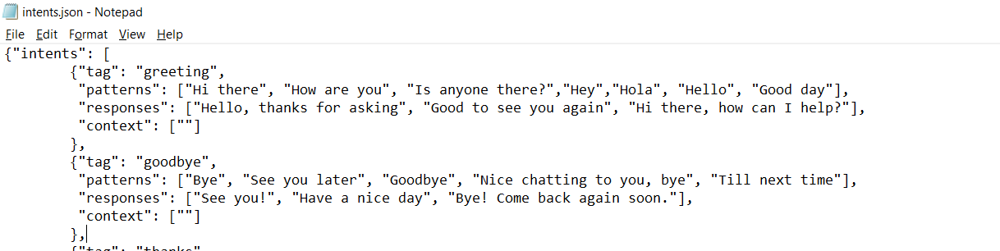 intents.json - Notepad
File Edit Format View Help
{"intents": [
        {"tag": "greeting",
         "patterns": ["Hi there", "How are you", "Is anyone there?","Hey","Hola", "Hello", "Good day"],
         "responses": ["Hello, thanks for asking", "Good to see you again", "Hi there, how can I help?"],
         "context": [""]
        },
        {"tag": "goodbye",
         "patterns": ["Bye", "See you later", "Goodbye", "Nice chatting to you, bye", "Till next time"],
         "responses": ["See you!", "Have a nice day", "Bye! Come back again soon."],
         "context": [""]
        },
        {"tag": "thanks"